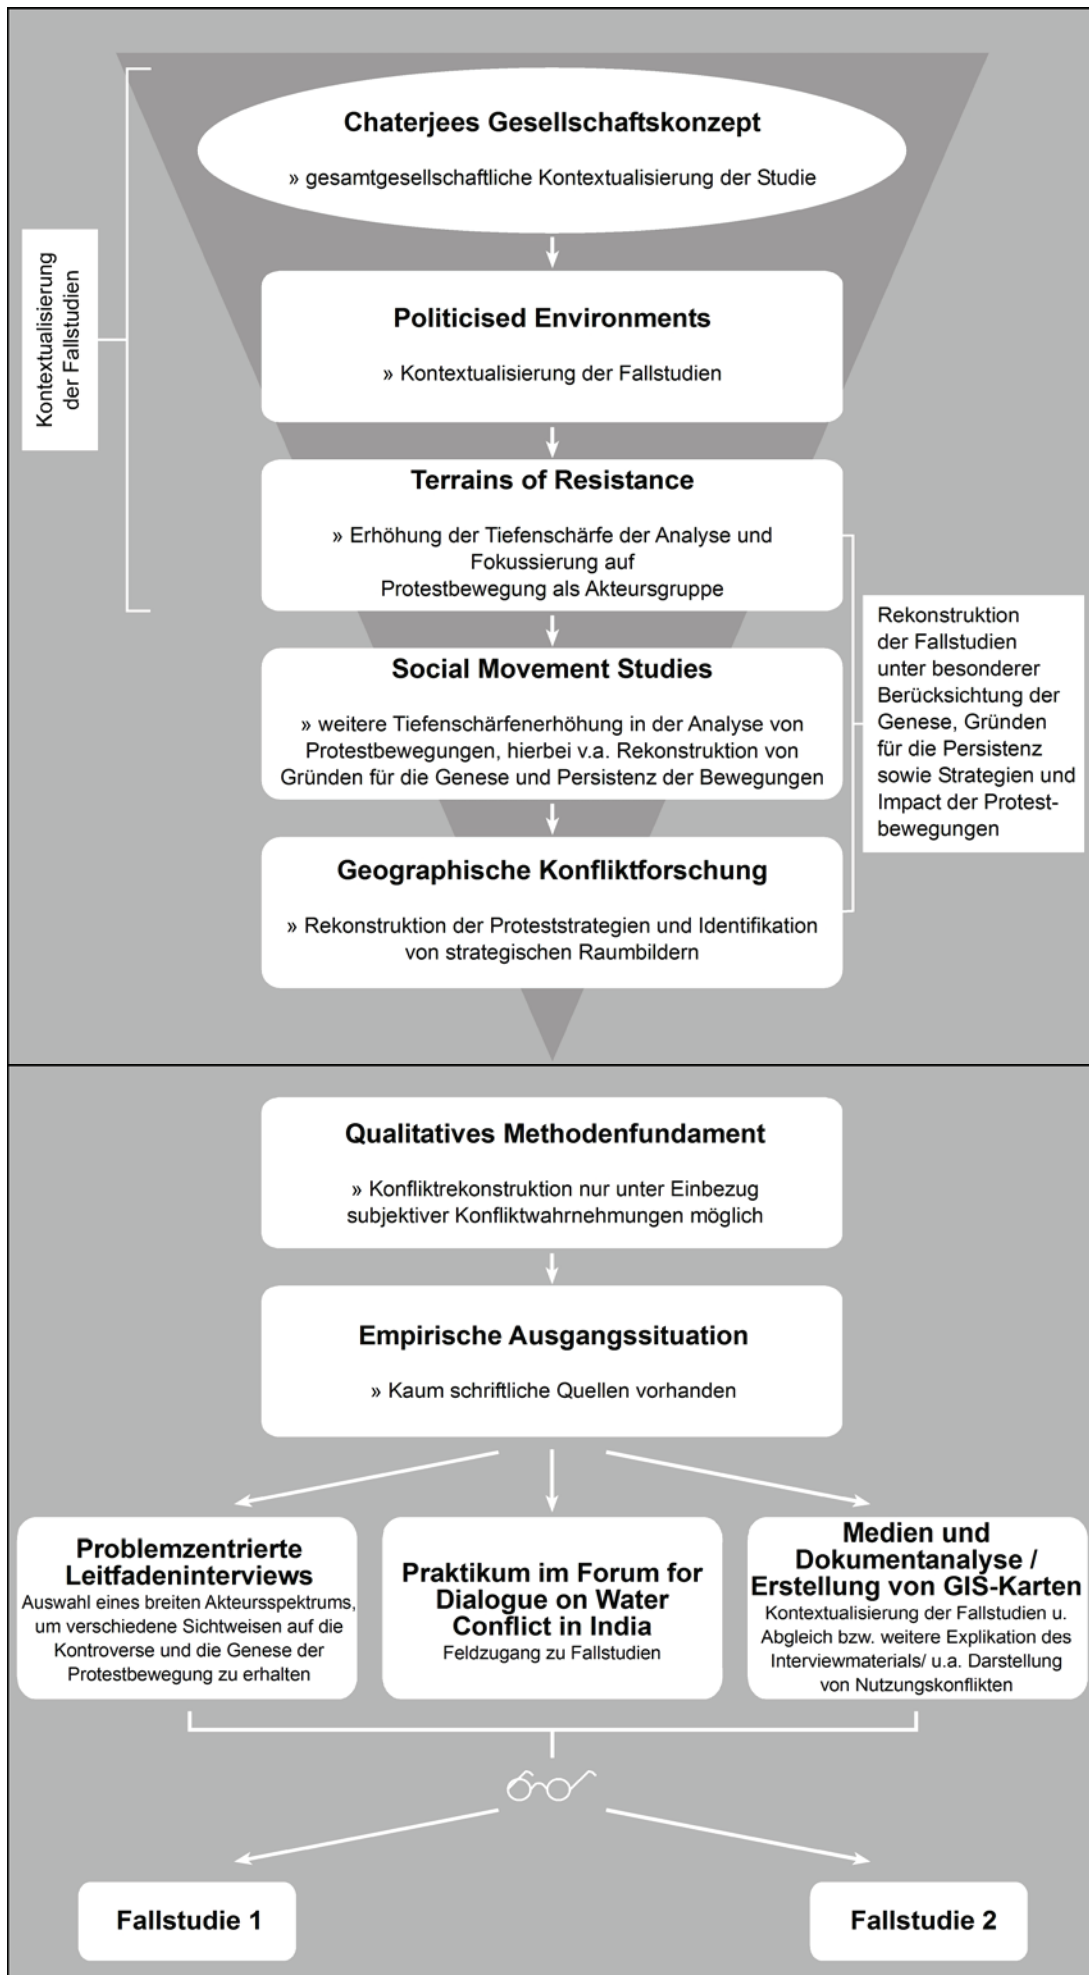 Chaterjees Gesellschaftskonzept
» gesamtgesellschaftliche Kontextualisierung der Studie
Kontextualisierung
der Fallstudien
Politicised Environments
» Kontextualisierung der Fallstudien
Terrains of Resistance
» Erhöhung der Tiefenschärfe der Analyse und
Fokussierung auf
Protestbewegung als Akteursgruppe
Social Movement Studies
» weitere Tiefenschärfenerhöhung in der Analyse von
Protestbewegungen, hierbei v.a. Rekonstruktion von
Gründen für die Genese und Persistenz der Bewegungen
Rekonstruktion
der Fallstudien
unter besonderer
Berücksichtung der
Genese, Gründen
für die Persistenz
sowie Strategien und
Impact der Protest-
bewegungen
Geographische Konfliktforschung
» Rekonstruktion der Proteststrategien und Identifikation
von strategischen Raumbildern
Qualitatives Methodenfundament
» Konfliktrekonstruktion nur unter Einbezug
subjektiver Konfliktwahrnehmungen möglich
Empirische Ausgangssituation
» Kaum schriftliche Quellen vorhanden
Problemzentrierte
Leitfadeninterviews
Auswahl eines breiten Akteursspektrums,
um verschiedene Sichtweisen auf die
Kontroverse und die Genese der
Protestbewegung zu erhalten
Praktikum im Forum for
Dialogue on Water
Conflict in India
Feldzugang zu Fallstudien
Medien und
Dokumentanalyse /
Erstellung von GIS-Karten
Kontextualisierung der Fallstudien u.
Abgleich bzw. weitere Explikation des
Interviewmaterials/ u.a. Darstellung
von Nutzungskonflikten
Fallstudie 1
Fallstudie 2